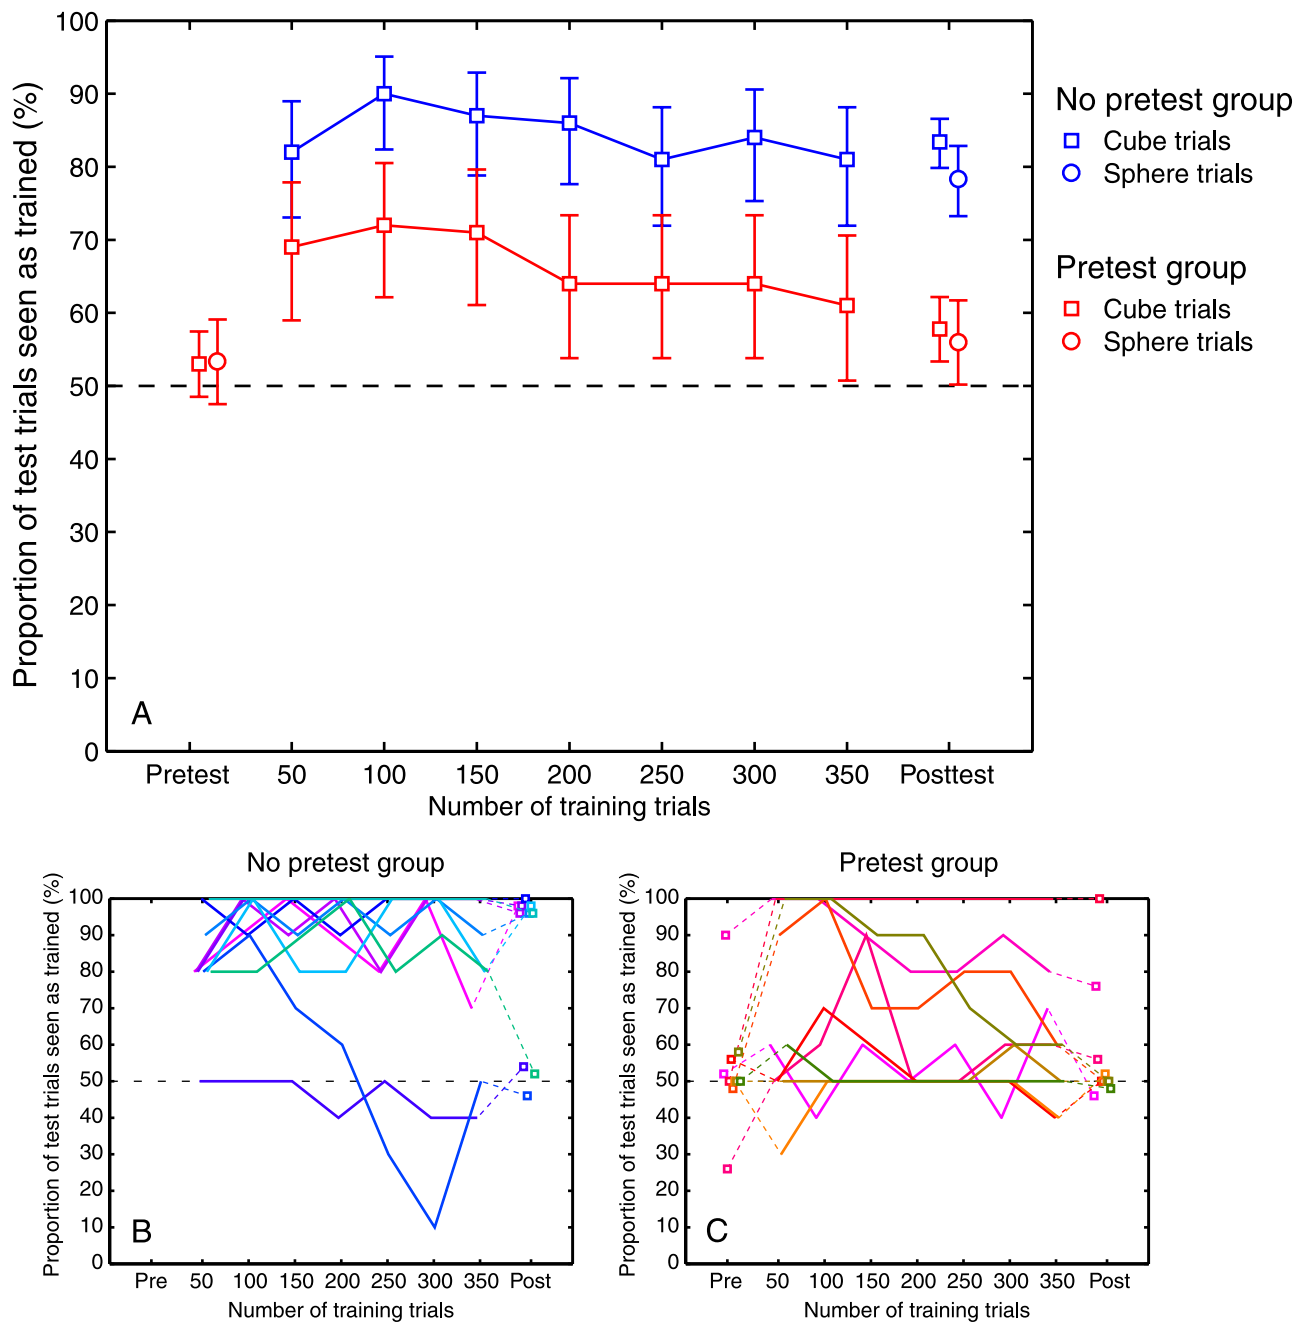 Proportion of test trials seen as trained (%)
100
90
80
70
60
50
40
30
20
10
0
A
Pretest 50 100 150 200 250 300 350 Posttest
Number of training trials
No pretest group
Cube trials
Sphere trials
Pretest group
Cube trials
Sphere trials
No pretest group
Proportion of test trials seen as trained (%)
100
90
80
70
60
50
40
30
20
10
0
B
Pre 50 100 150 200 250 300 350 Post
Number of training trials
Pretest group
Proportion of test trials seen as trained (%)
100
90
80
70
60
50
40
30
20
10
0
C
Pre 50 100 150 200 250 300 350 Post
Number of training trials